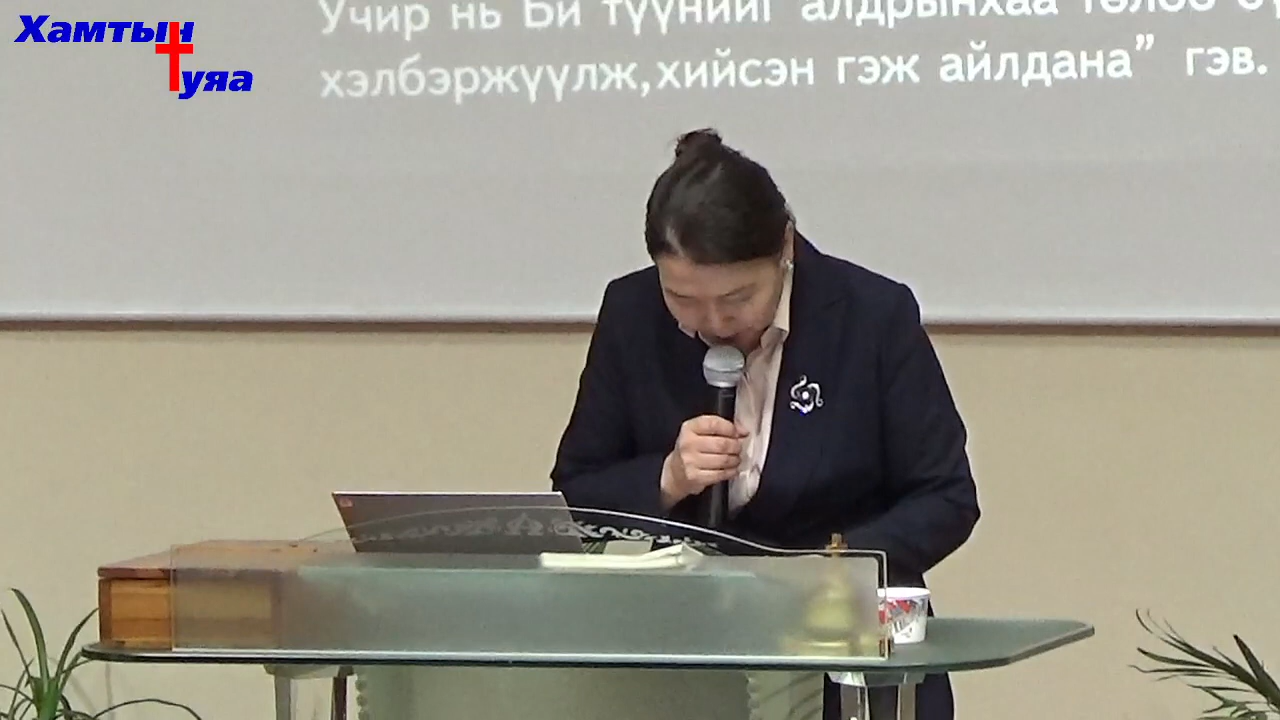 Хамтын
туяа
Учир нь Би түүнийг алдрынхаа төлөө
хэлбэржүүлж,хийсэн гэж айлдана” гэв.